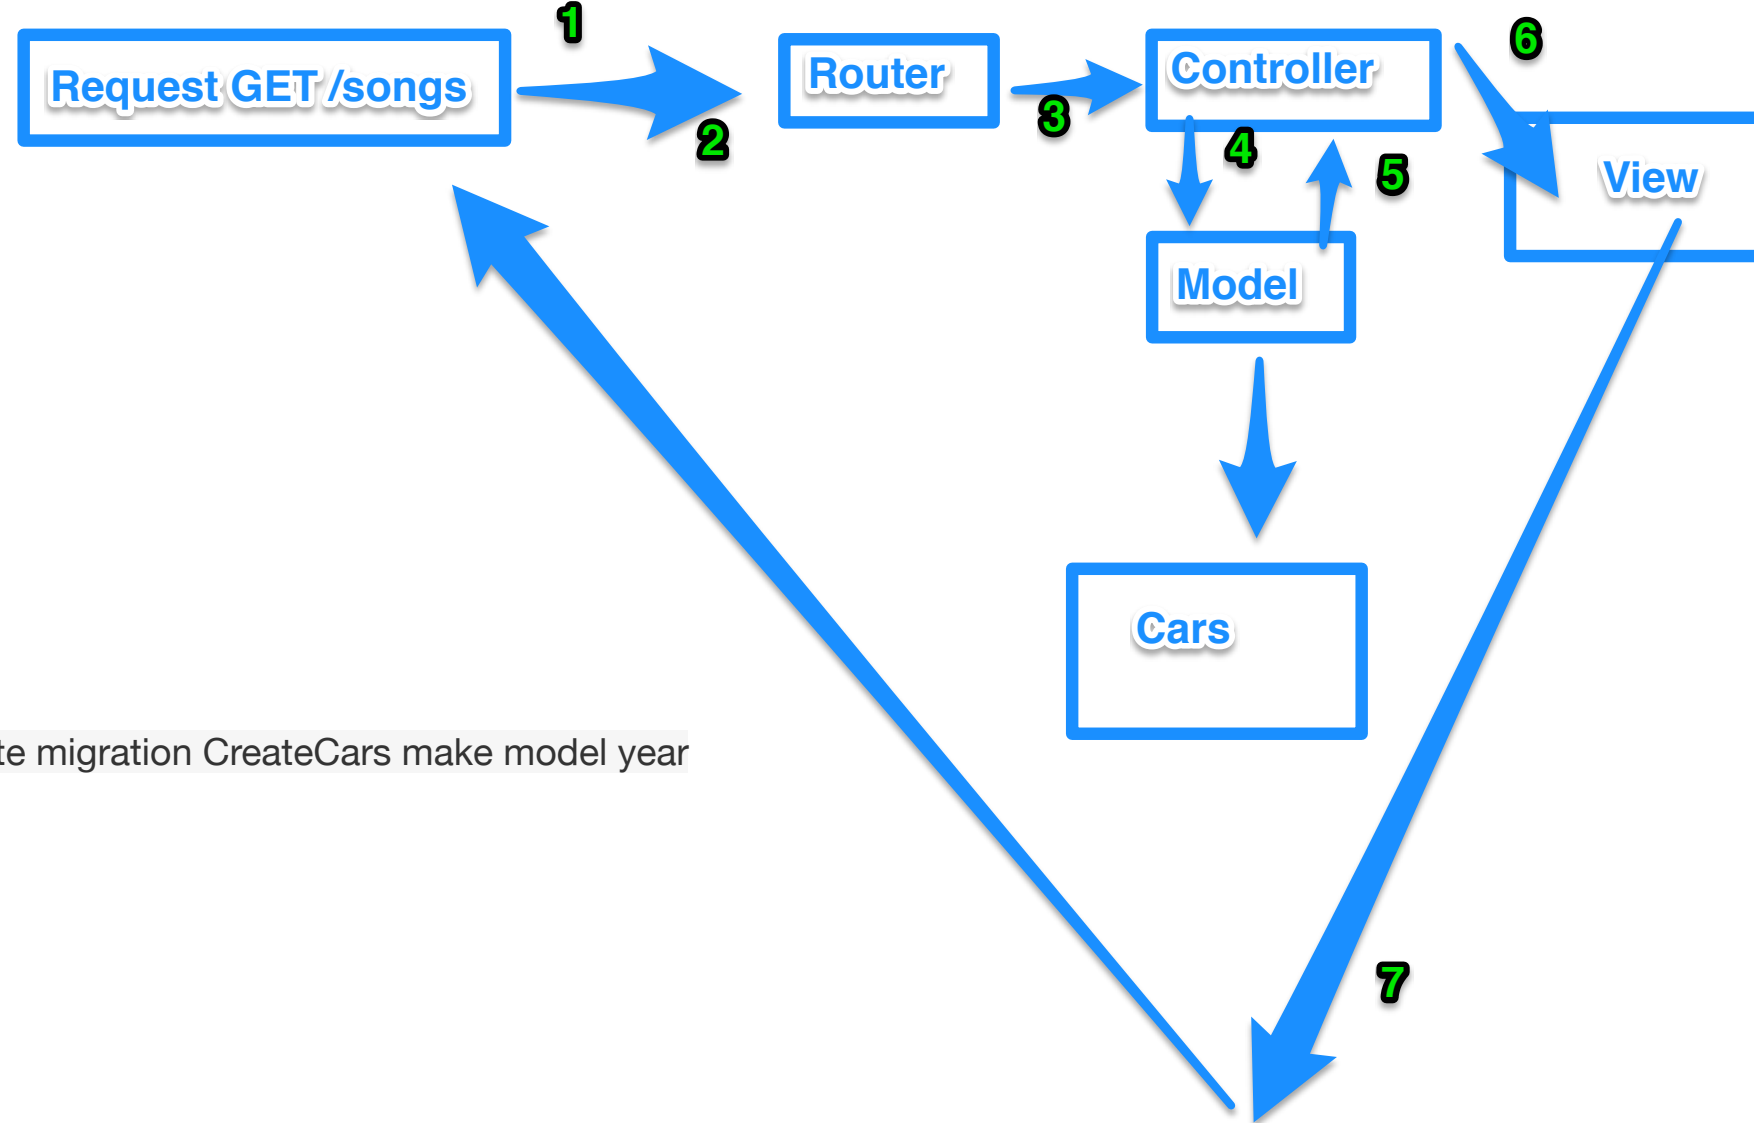 1
Request GET /songs
2
Router
3
Controller
4
5
6
View
Model
Cars
migration CreateCars make model year
7